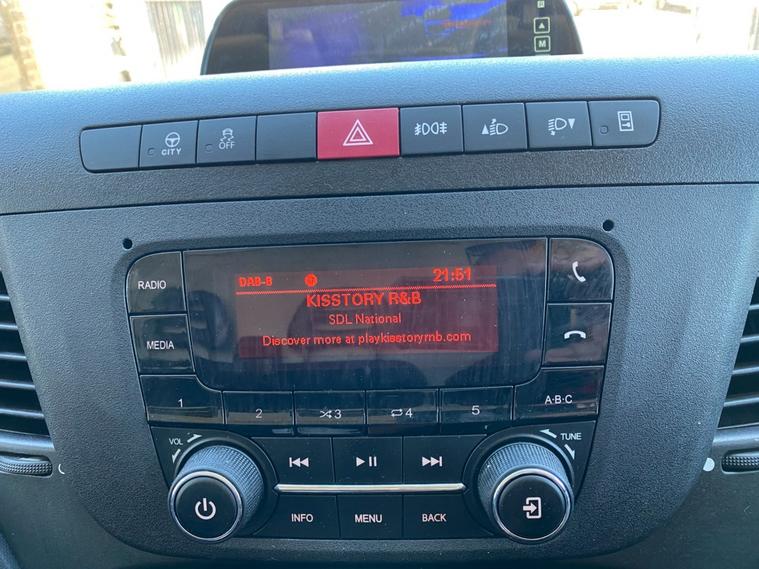 M
CITY
OFF
RADIO
MEDIA
DAB-B
21:51
KISSTORY R&B
SDL National
Discover more at playkisstoryrnb.com
1
2
3
4
5
A·B·C
VOL
TUNE
INFO
MENU
BACK